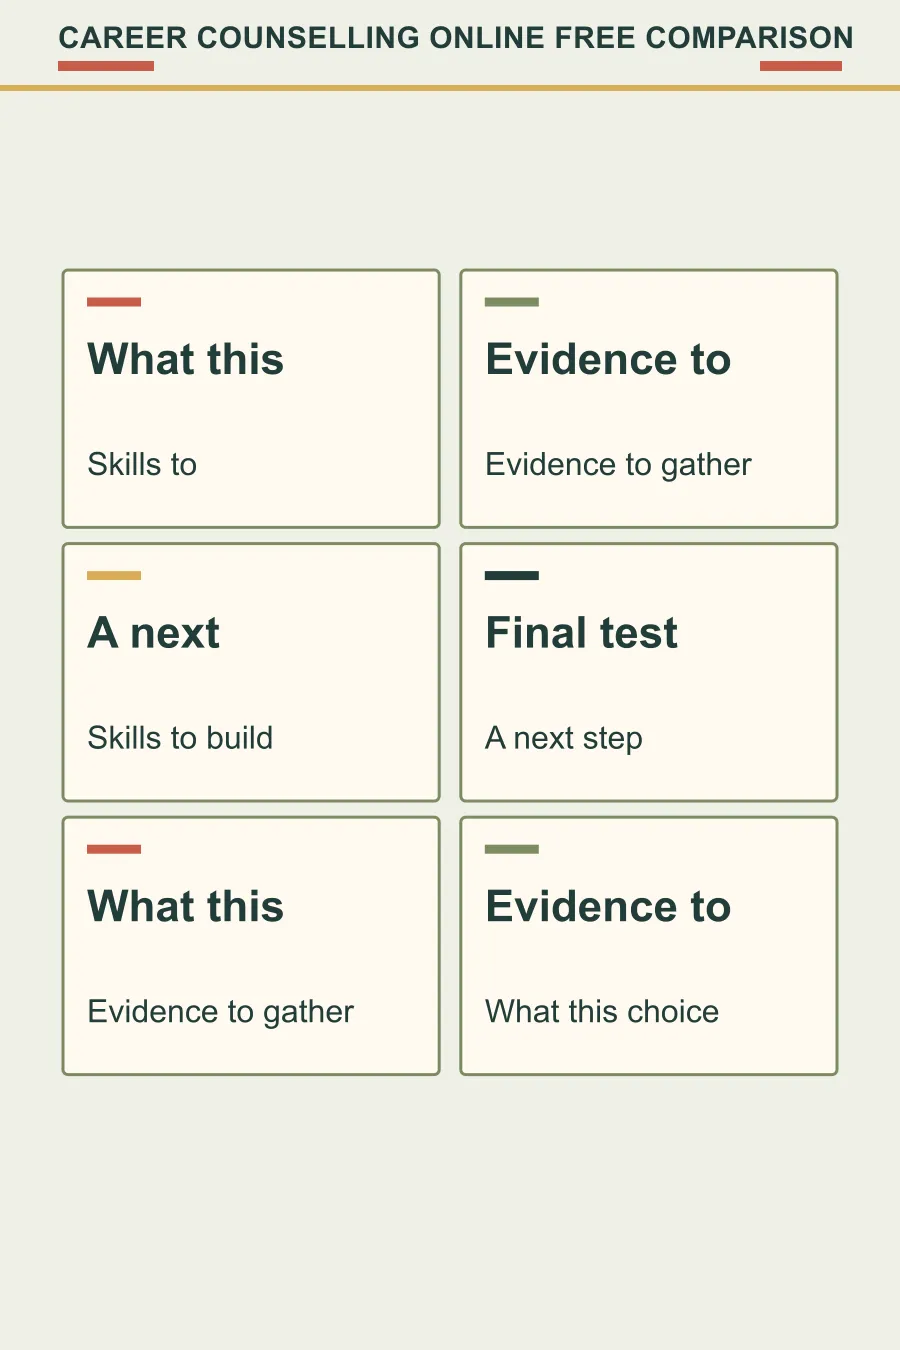 CAREER COUNSELLING ONLINE FREE COMPARISON
What this
Skills to
Evidence to
Evidence to gather
A next
Skills to build
Final test
A next step
What this
Evidence to gather
Evidence to
What this choice